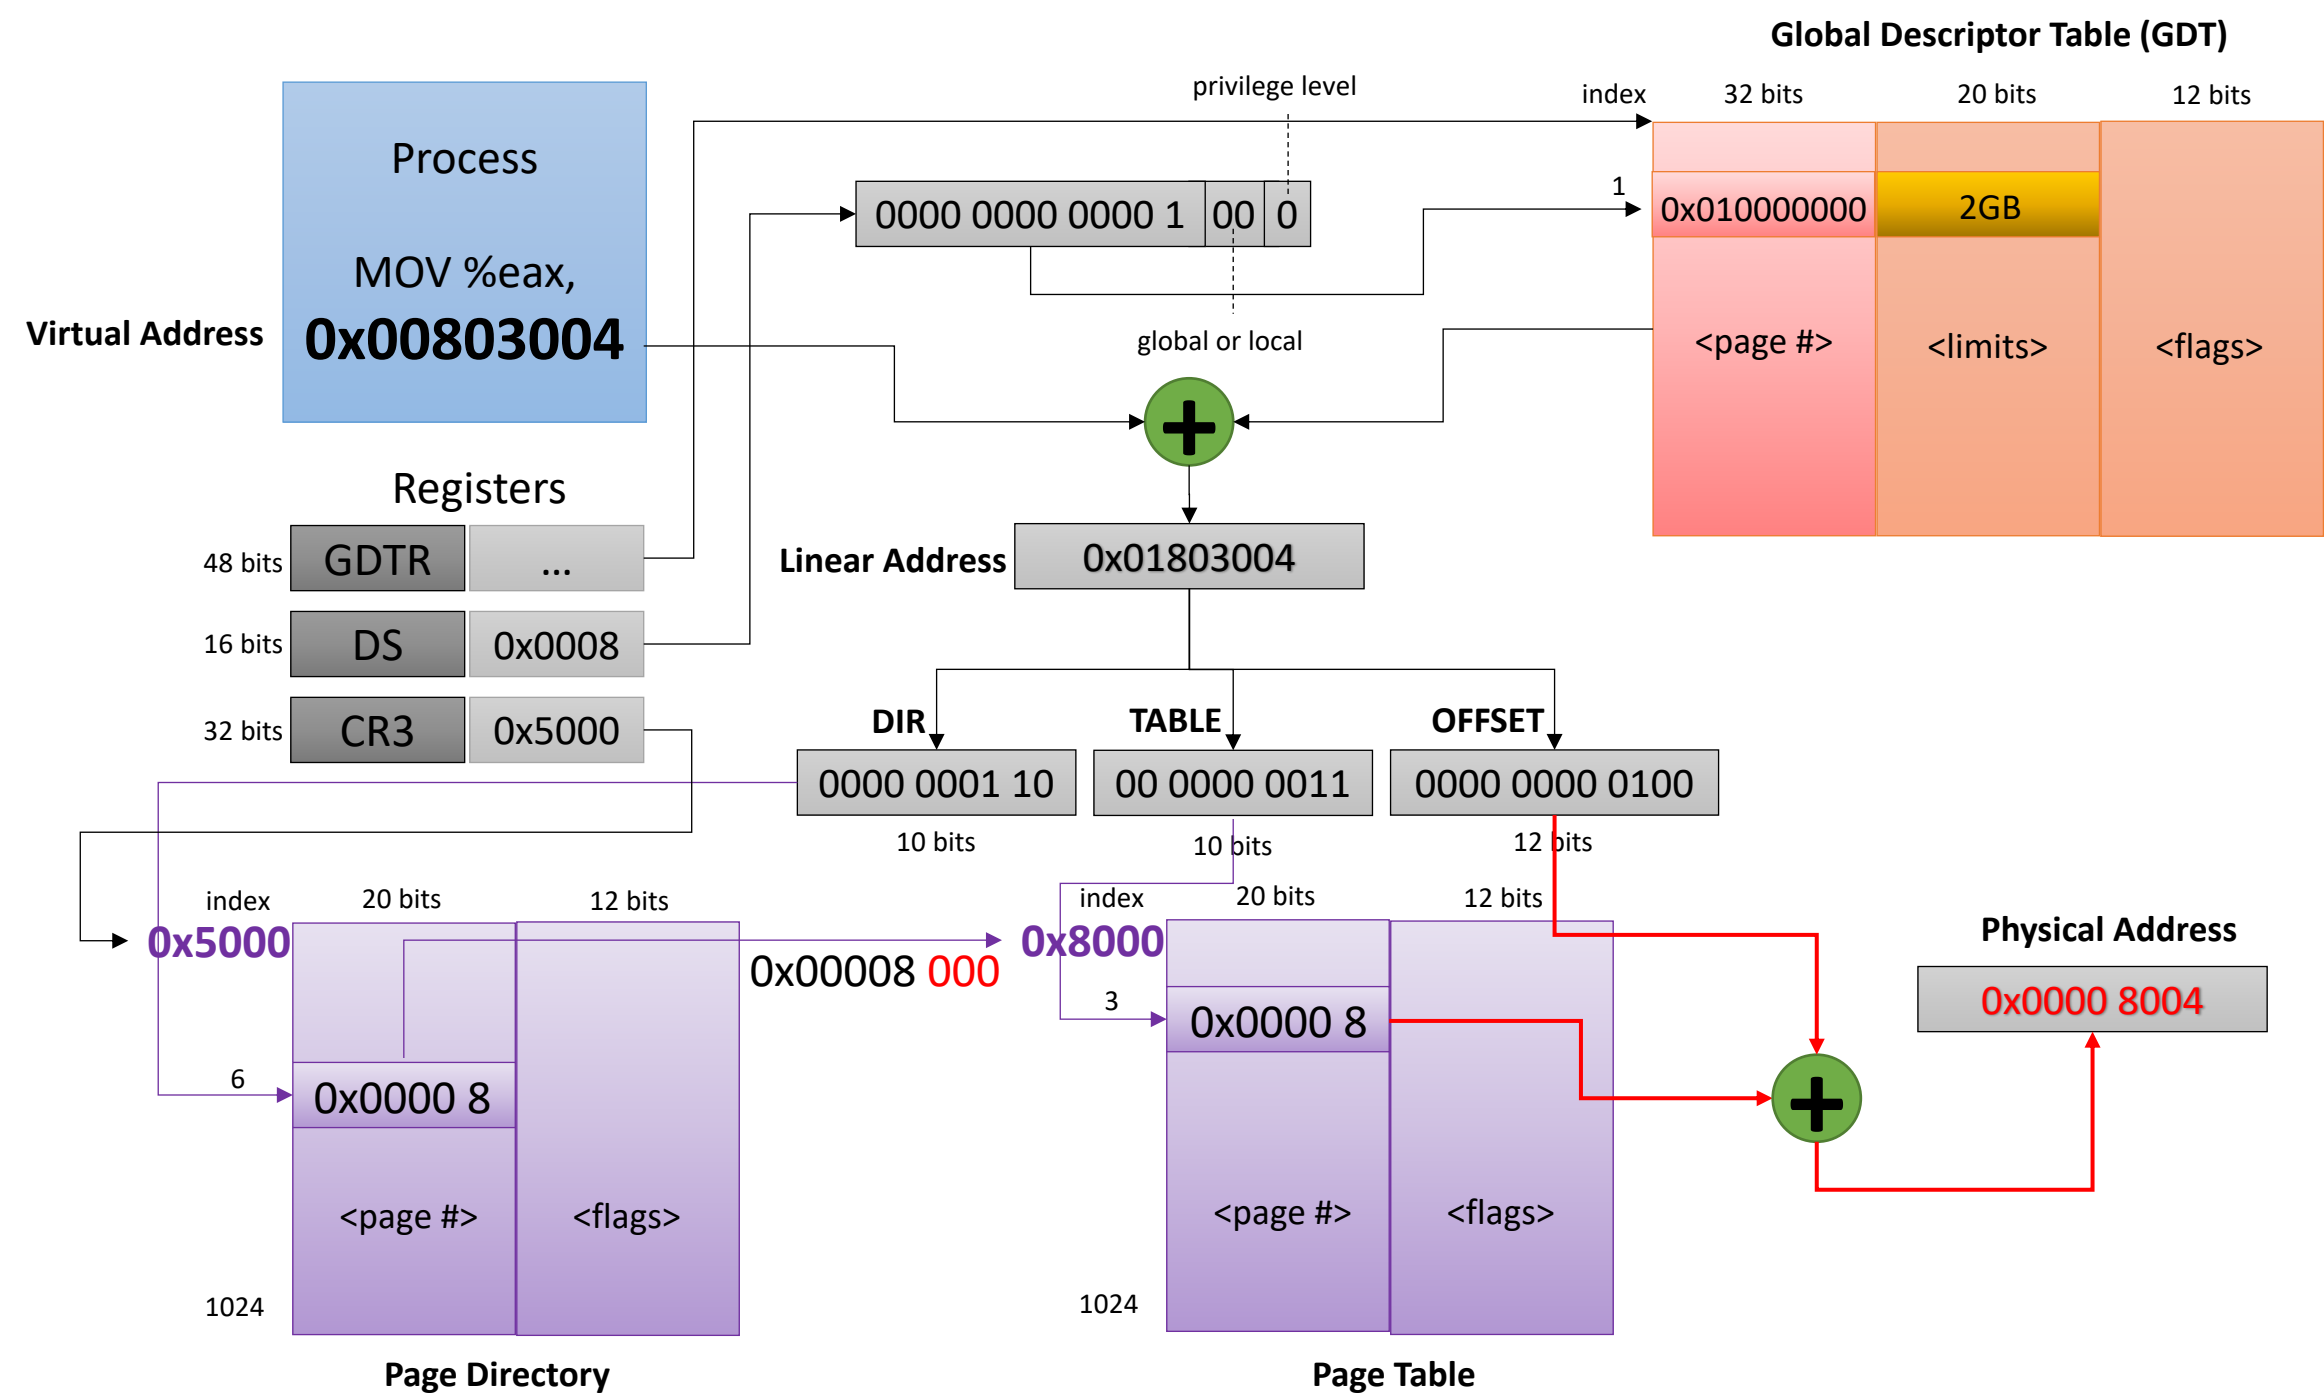 Global Descriptor Table (GDT)
privilege level
index 32 bits 20 bits 12 bits
Process
0000 0000 0000 1 00 0
1 0x010000000 2GB
MOV %eax,
Virtual Address 0x00803004
global or local
<page #> <limits> <flags>
+
Registers
48 bits GDTR ...
Linear Address 0x01803004
16 bits DS 0x0008
32 bits CR3 0x5000
DIR TABLE OFFSET
0000 0001 10 00 0000 0011 0000 0000 0100
10 bits 10 bits 12 bits
index 20 bits 12 bits
index 20 bits 12 bits
0x5000
0x8000
0x00008 000
Physical Address
0x0000 8004
3 0x0000 8
6 0x0000 8
+
<page #> <flags>
<page #> <flags>
1024
1024
Page Directory
Page Table